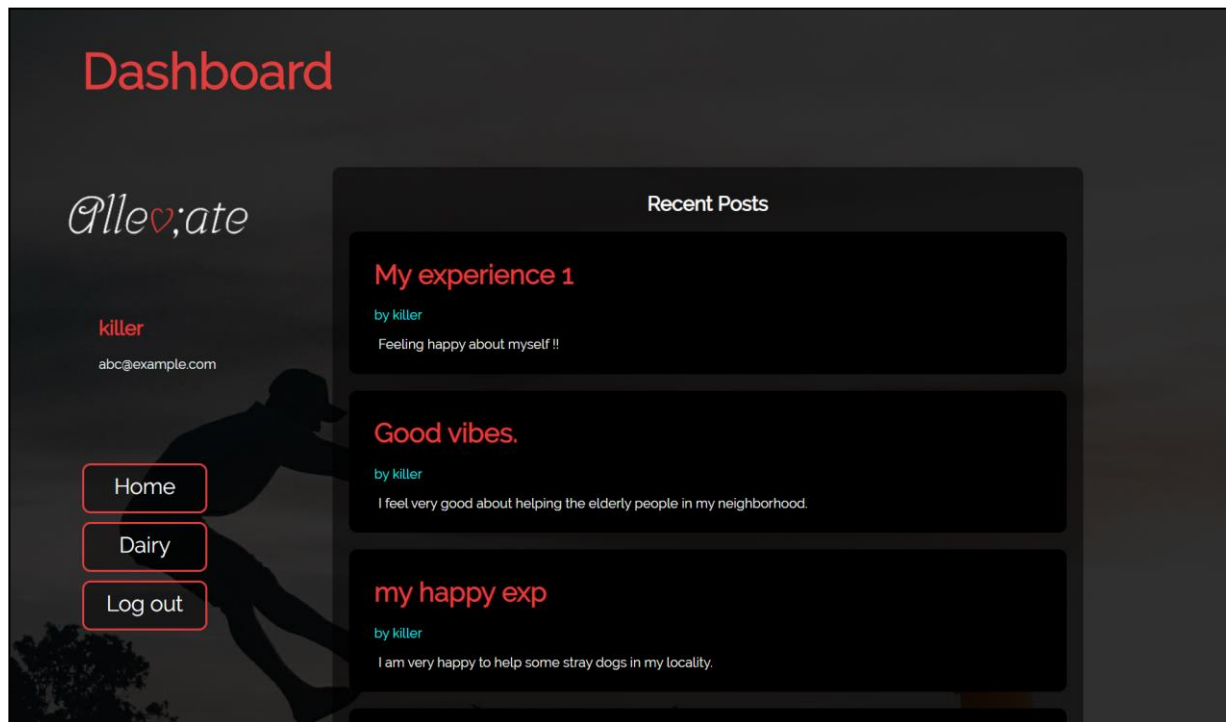 Dashboard
Allev;ate
killer
abc@example.com
Home
Dairy
Log out
Recent Posts
My experience 1
by killer
Feeling happy about myself !!
Good vibes.
by killer
I feel very good about helping the elderly people in my neighborhood.
my happy exp
by killer
I am very happy to help some stray dogs in my locality.